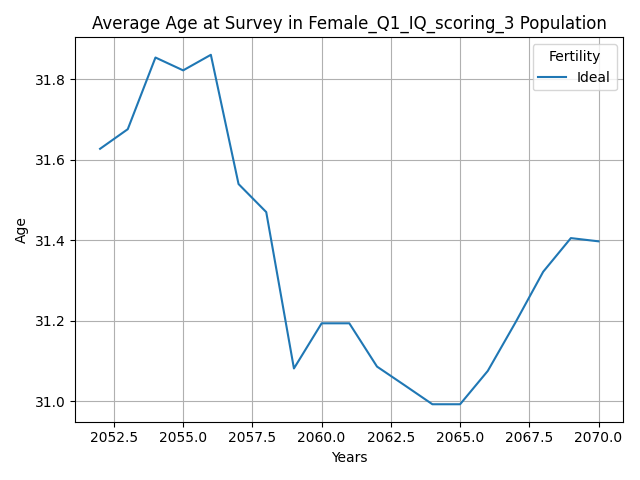 Average Age at Survey in Female_Q1_IQ_scoring_3 Population
Fertility
Ideal
31.8
31.6
31.4
31.2
31.0
Age
2052.5 2055.0 2057.5 2060.0 2062.5 2065.0 2067.5 2070.0
Years